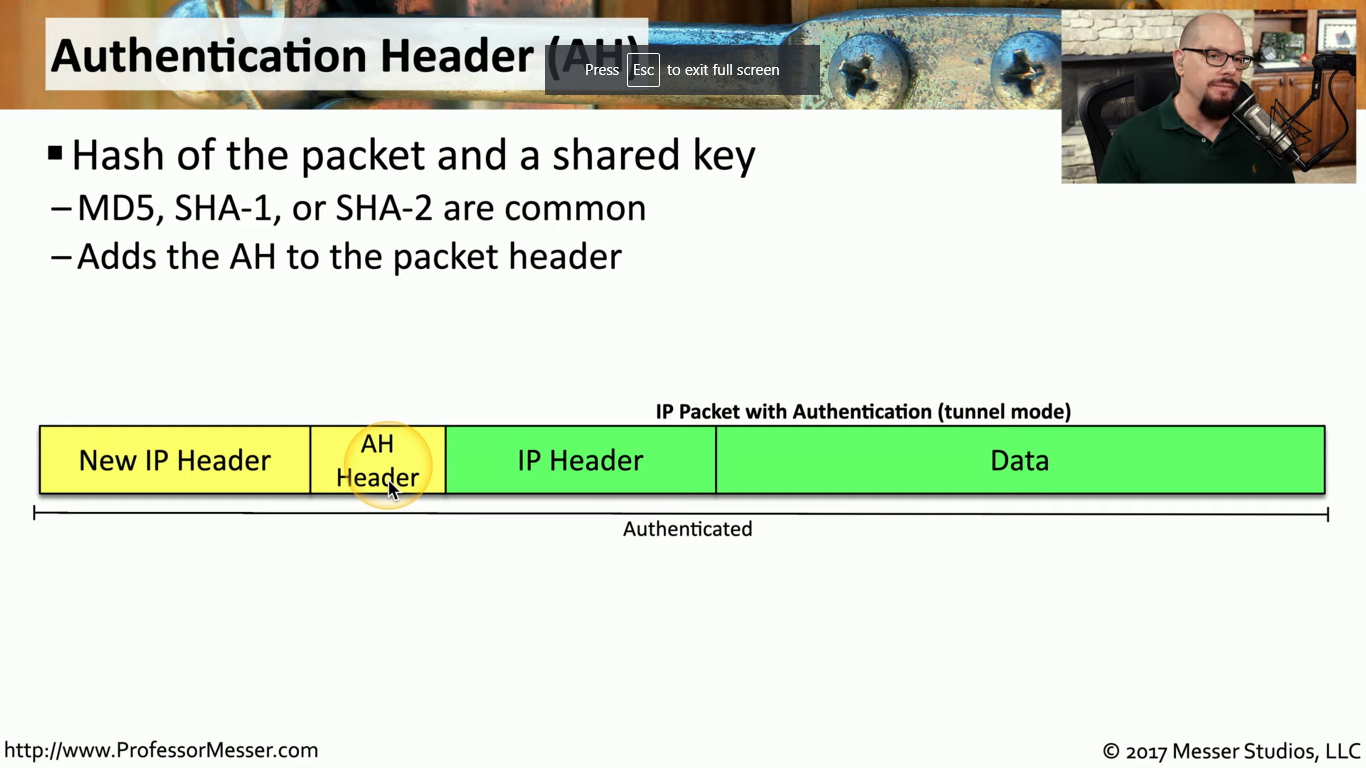 Authentication Header (AH)
Press Esc to exit full screen
■ Hash of the packet and a shared key
– MD5, SHA-1, or SHA-2 are common
– Adds the AH to the packet header
IP Packet with Authentication (tunnel mode)
New IP Header
AH
Header
IP Header
Data
Authenticated
http://www.ProfessorMesser.com
© 2017 Messer Studios, LLC